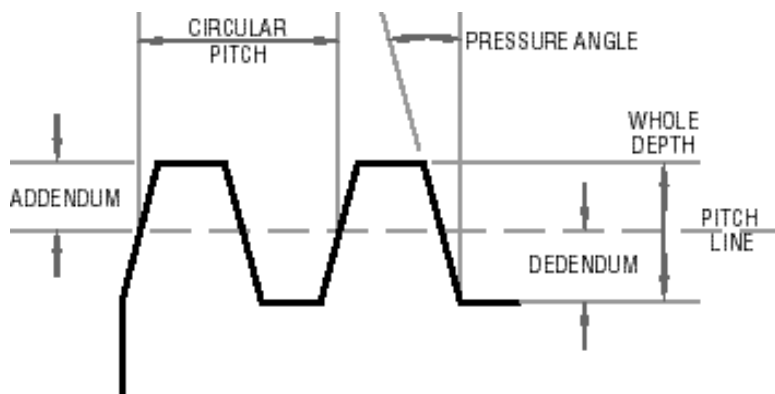 CIRCULAR
PITCH
PRESSURE ANGLE
WHOLE
DEPTH
ADDENDUM
PITCH
LINE
DEDENDUM